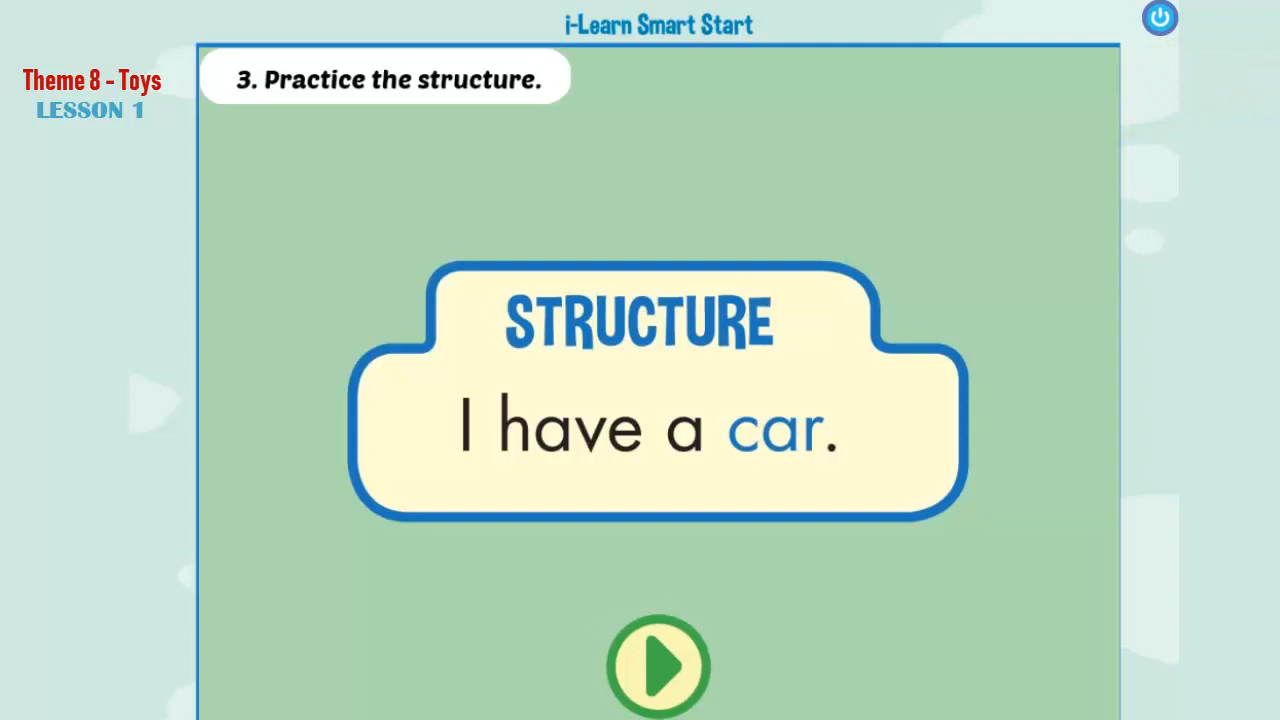 i-Learn Smart Start
Theme 8 - Toys
LESSON 1
3. Practice the structure.
STRUCTURE
I have a car.